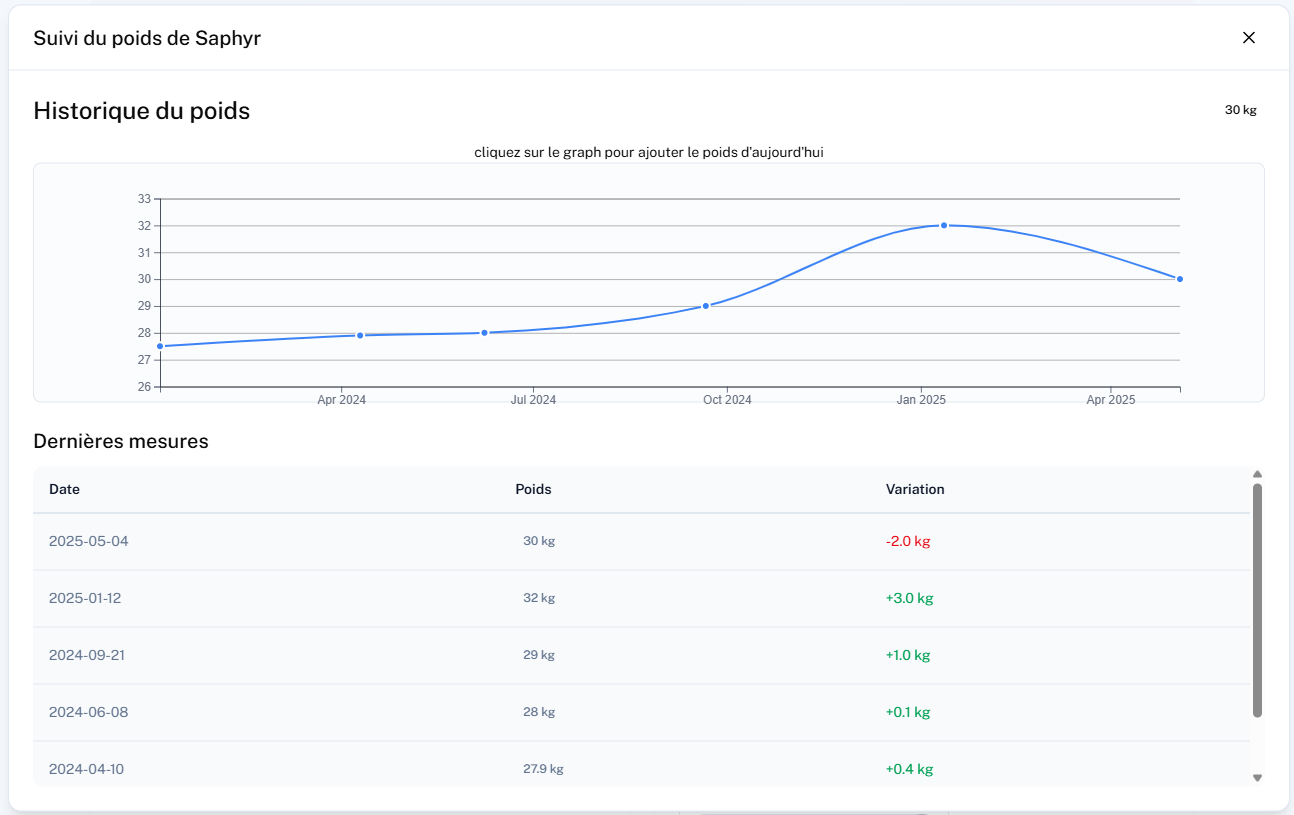 Suivi du poids de Saphyr
Historique du poids
30 kg
cliquez sur le graph pour ajouter le poids d'aujourd'hui
33
32
31
30
29
28
27
26
Apr 2024 Jul 2024 Oct 2024 Jan 2025 Apr 2025
Dernières mesures
Date Poids Variation
2025-05-04 30 kg -2.0 kg
2025-01-12 32 kg +3.0 kg
2024-09-21 29 kg +1.0 kg
2024-06-08 28 kg +0.1 kg
2024-04-10 27.9 kg +0.4 kg